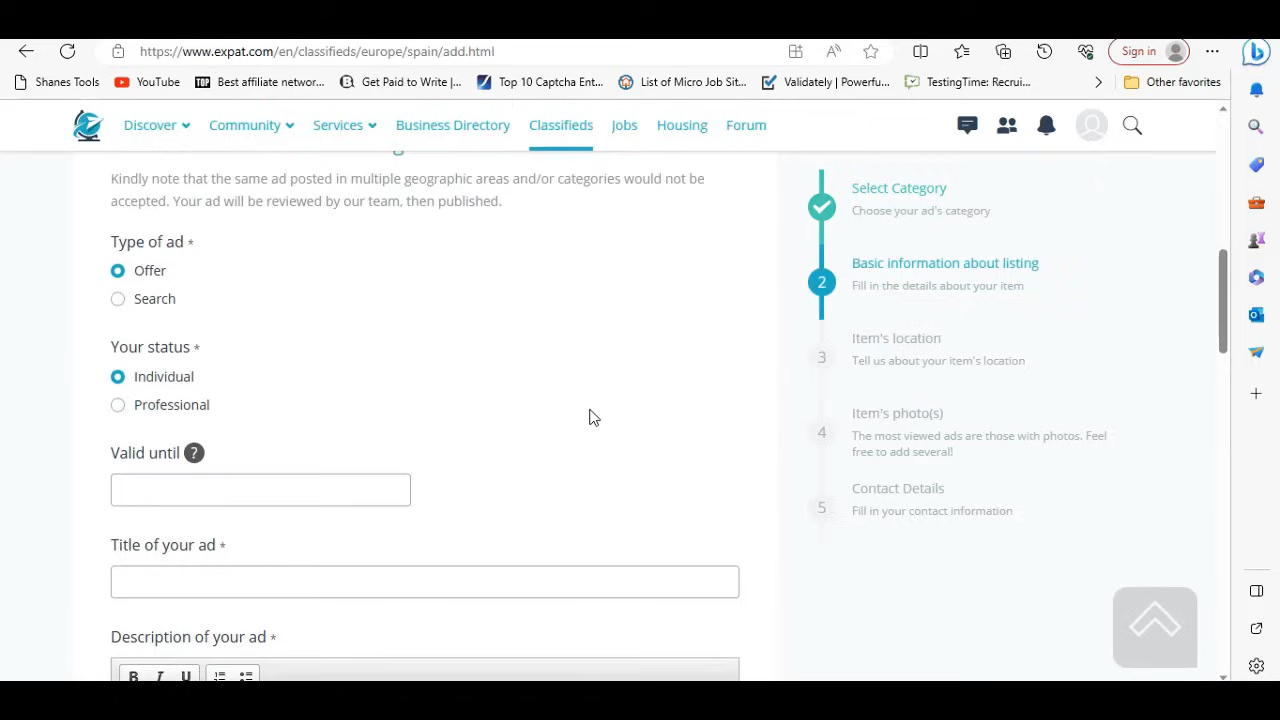 https://www.expat.com/en/classifieds/europe/spain/add.html
Sign in
Shanes Tools
YouTube
TOP Best affiliate networ...
Get Paid to Write |...
Top 10 Captcha Ent...
List of Micro Job Sit...
Validately | Powerfu...
TestingTime: Recrui...
Other favorites
Discover
Community
Services
Business Directory
Classifieds
Jobs
Housing
Forum
Kindly note that the same ad posted in multiple geographic areas and/or categories would not be
accepted. Your ad will be reviewed by our team, then published.
Type of ad *
Offer
Search
Your status *
Individual
Professional
Valid until ?
Title of your ad *
Description of your ad *
B I U
Select Category
Choose your ad's category
2 Basic information about listing
Fill in the details about your item
3 Item's location
Tell us about your item's location
4 Item's photo(s)
The most viewed ads are those with photos. Feel
free to add several!
5 Contact Details
Fill in your contact information